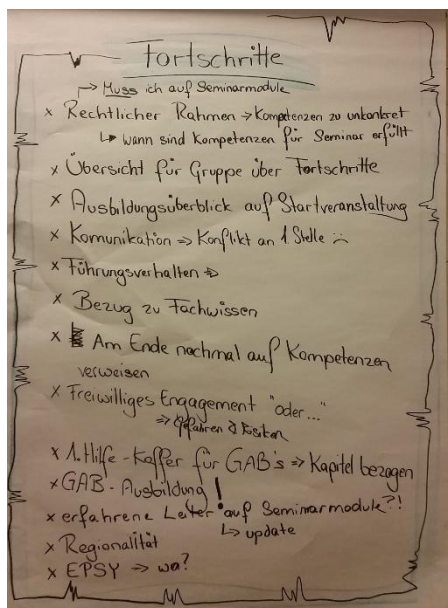 Fortschritte
→ Muss ich auf Seminarmodule
x Rechtlicher Rahmen → Kompetenzen zu unkonkret
↳ wann sind Kompetenzen für Seminar erfüllt
x Übersicht für Gruppe über Fortschritte
x Ausbildungsüberblick auf Startveranstaltung
x Komunikation ⇒ Konflikt an 1. Stelle :(
x Führungsverhalten ⇒
x Bezug zu Fachwissen
x Am Ende nochmal auf Kompetenzen
verweisen
x Freiwilliges Engagement "oder..."
⇒ Gefahren & Risiken
x 1. Hilfe-Koffer für GAB's ⇒ Kapitel bezogen
x GAB-Ausbildung!
x erfahrene Leiter auf Seminarmodule?!
↳ update
x Regionalität
x EPSY → wa?